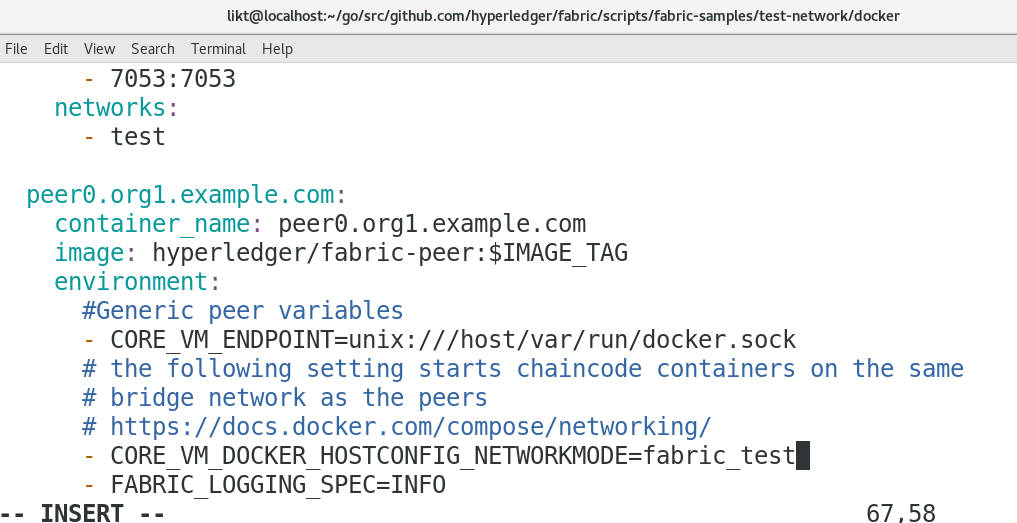 likt@localhost:~/go/src/github.com/hyperledger/fabric/scripts/fabric-samples/test-network/docker
File Edit View Search Terminal Help
      - 7053:7053
    networks:
      - test

  peer0.org1.example.com:
    container_name: peer0.org1.example.com
    image: hyperledger/fabric-peer:$IMAGE_TAG
    environment:
      #Generic peer variables
      - CORE_VM_ENDPOINT=unix:///host/var/run/docker.sock
      # the following setting starts chaincode containers on the same
      # bridge network as the peers
      # https://docs.docker.com/compose/networking/
      - CORE_VM_DOCKER_HOSTCONFIG_NETWORKMODE=fabric_test
      - FABRIC_LOGGING_SPEC=INFO
-- INSERT -- 67,58